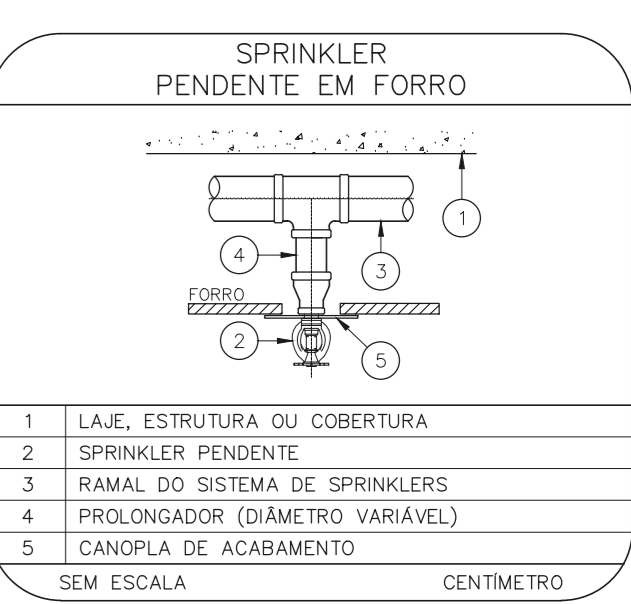 SPRINKLER
PENDENTE EM FORRO
1
4
3
FORRO
2
5
1 LAJE, ESTRUTURA OU COBERTURA
2 SPRINKLER PENDENTE
3 RAMAL DO SISTEMA DE SPRINKLERS
4 PROLONGADOR (DIÂMETRO VARIÁVEL)
5 CANOPLA DE ACABAMENTO
SEM ESCALA CENTÍMETRO